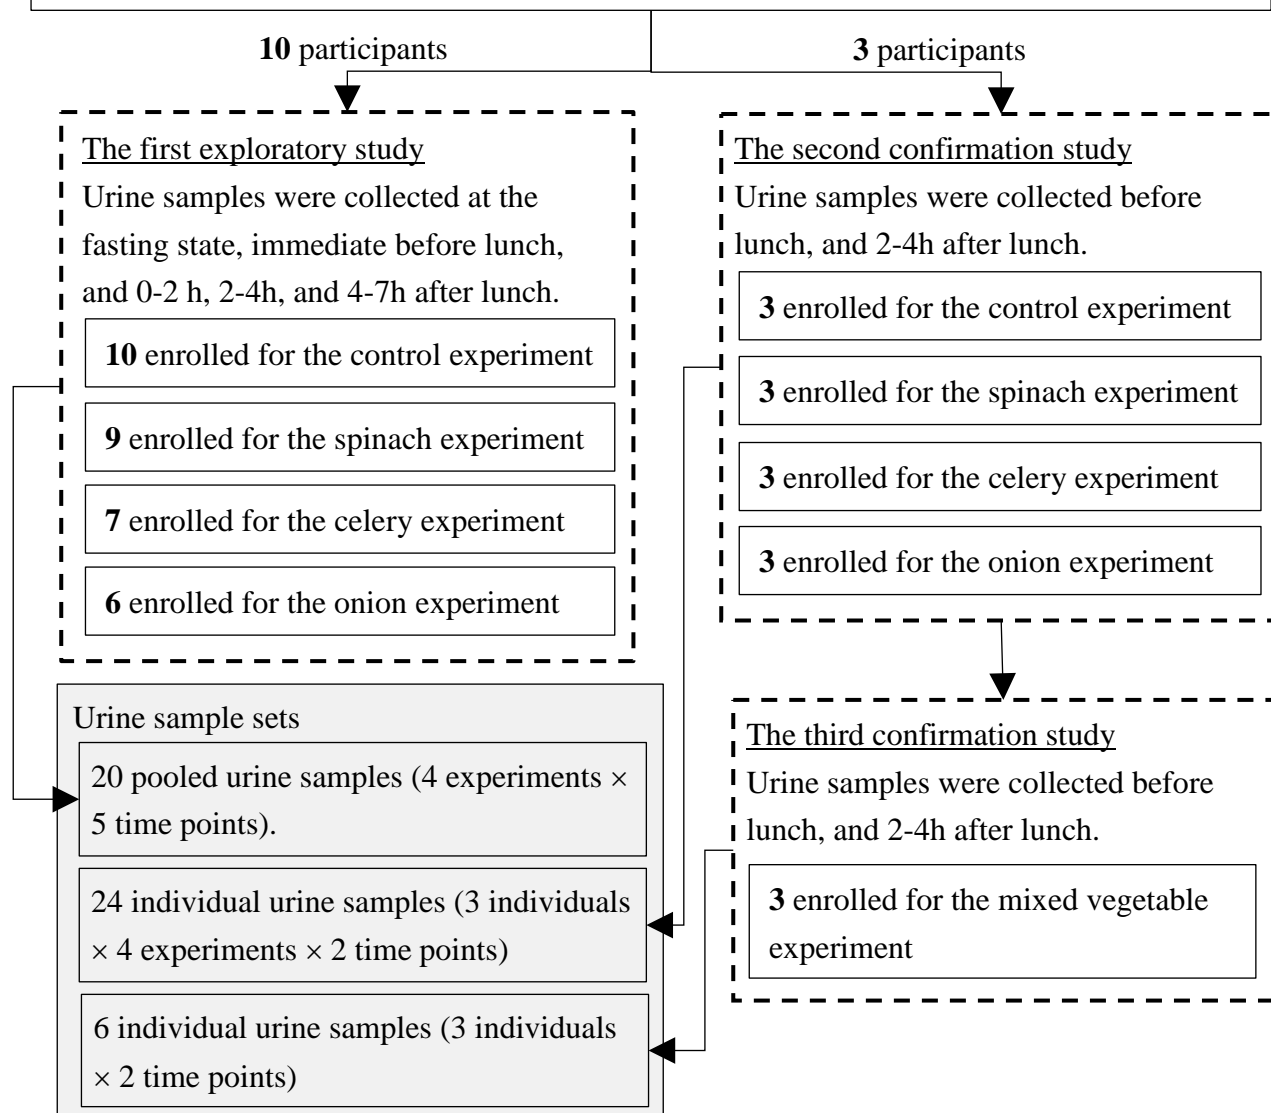 10 participants
3 participants
The first exploratory study
Urine samples were collected at the
fasting state, immediate before lunch,
and 0-2 h, 2-4h, and 4-7h after lunch.
10 enrolled for the control experiment
9 enrolled for the spinach experiment
7 enrolled for the celery experiment
6 enrolled for the onion experiment
The second confirmation study
Urine samples were collected before
lunch, and 2-4h after lunch.
3 enrolled for the control experiment
3 enrolled for the spinach experiment
3 enrolled for the celery experiment
3 enrolled for the onion experiment
Urine sample sets
20 pooled urine samples (4 experiments ×
5 time points).
24 individual urine samples (3 individuals
× 4 experiments × 2 time points)
6 individual urine samples (3 individuals
× 2 time points)
The third confirmation study
Urine samples were collected before
lunch, and 2-4h after lunch.
3 enrolled for the mixed vegetable
experiment